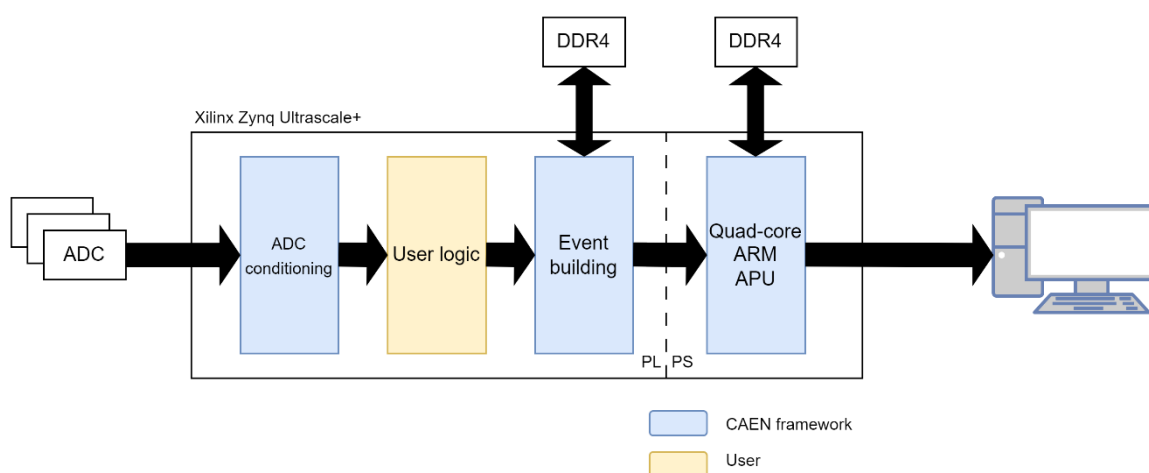 DDR4
DDR4
Xilinx Zynq Ultrascale+
ADC
ADC
conditioning
User logic
Event
building
Quad-core
ARM
APU
PL
PS
CAEN framework
User